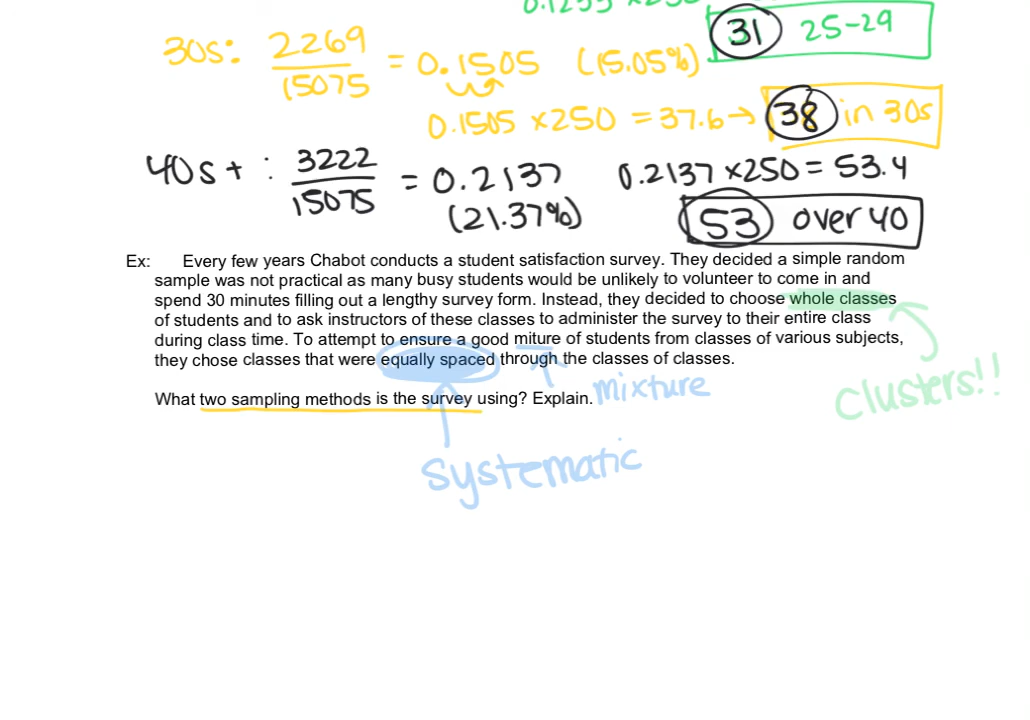 31 25-29
30s: 2269/15075 = 0.1505 (15.05%)
0.1505 x250 = 37.6 → 38 in 30s
40s+ : 3222/15075 = 0.2137 0.2137 x250 = 53.4
(21.37%) 53 over 40
Ex: Every few years Chabot conducts a student satisfaction survey. They decided a simple random
sample was not practical as many busy students would be unlikely to volunteer to come in and
spend 30 minutes filling out a lengthy survey form. Instead, they decided to choose whole classes
of students and to ask instructors of these classes to administer the survey to their entire class
during class time. To attempt to ensure a good miture of students from classes of various subjects,
they chose classes that were equally spaced through the classes of classes.
mixture
clusters!!
What two sampling methods is the survey using? Explain.
Systematic